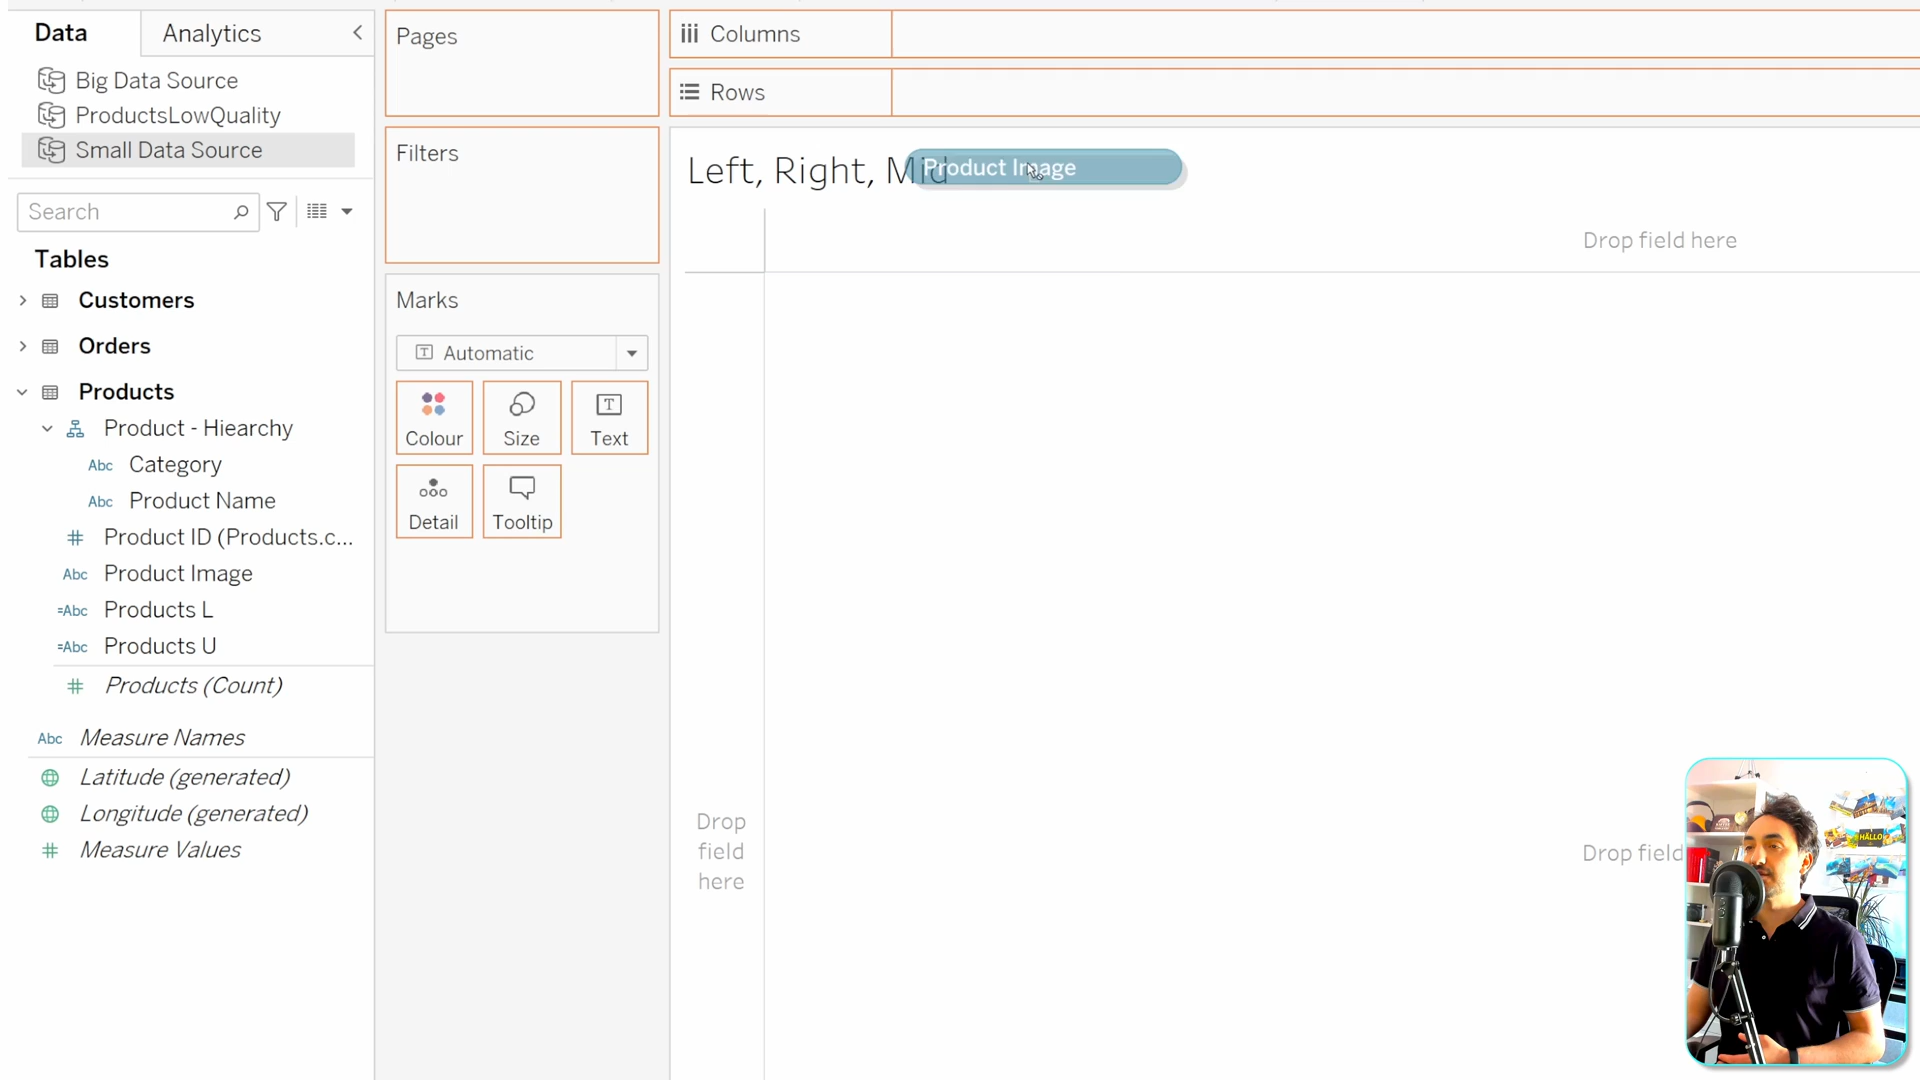 Data
Analytics
Big Data Source
ProductsLowQuality
Small Data Source
Search
Tables
Customers
Orders
Products
Product - Hiearchy
Abc Category
Abc Product Name
# Product ID (Products.c...
Abc Product Image
=Abc Products L
=Abc Products U
# Products (Count)
Abc Measure Names
Latitude (generated)
Longitude (generated)
# Measure Values
Pages
Filters
Marks
T Automatic
Colour
Size
T Text
Detail
Tooltip
Columns
Rows
Left, Right, Mid
Product Image
Drop field here
Drop
field
here
Drop field
HALLO